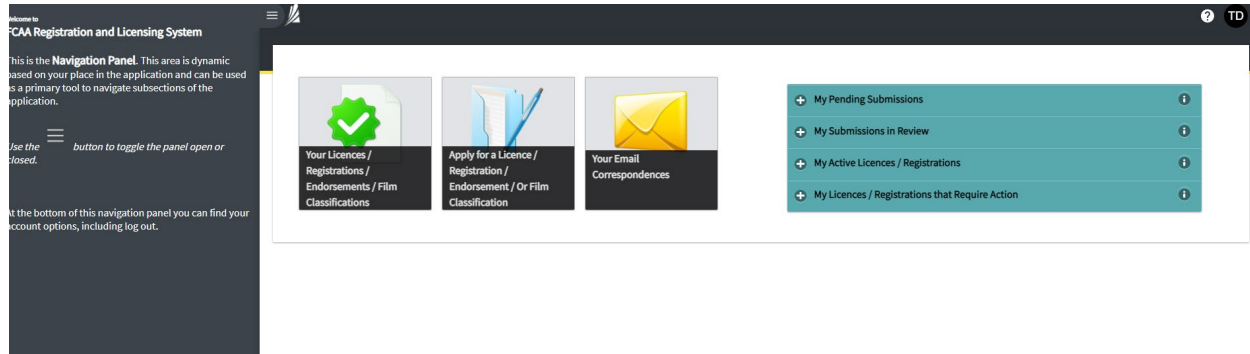 Welcome to
FCAA Registration and Licensing System
This is the Navigation Panel. This area is dynamic
based on your place in the application and can be used
as a primary tool to navigate subsections of the
application.
Use the button to toggle the panel open or
closed.
At the bottom of this navigation panel you can find your
account options, including log out.
? TD
Your Licences /
Registrations /
Endorsements / Film
Classifications
Apply for a Licence /
Registration /
Endorsement / Or Film
Classification
Your Email
Correspondences
My Pending Submissions
My Submissions in Review
My Active Licences / Registrations
My Licences / Registrations that Require Action